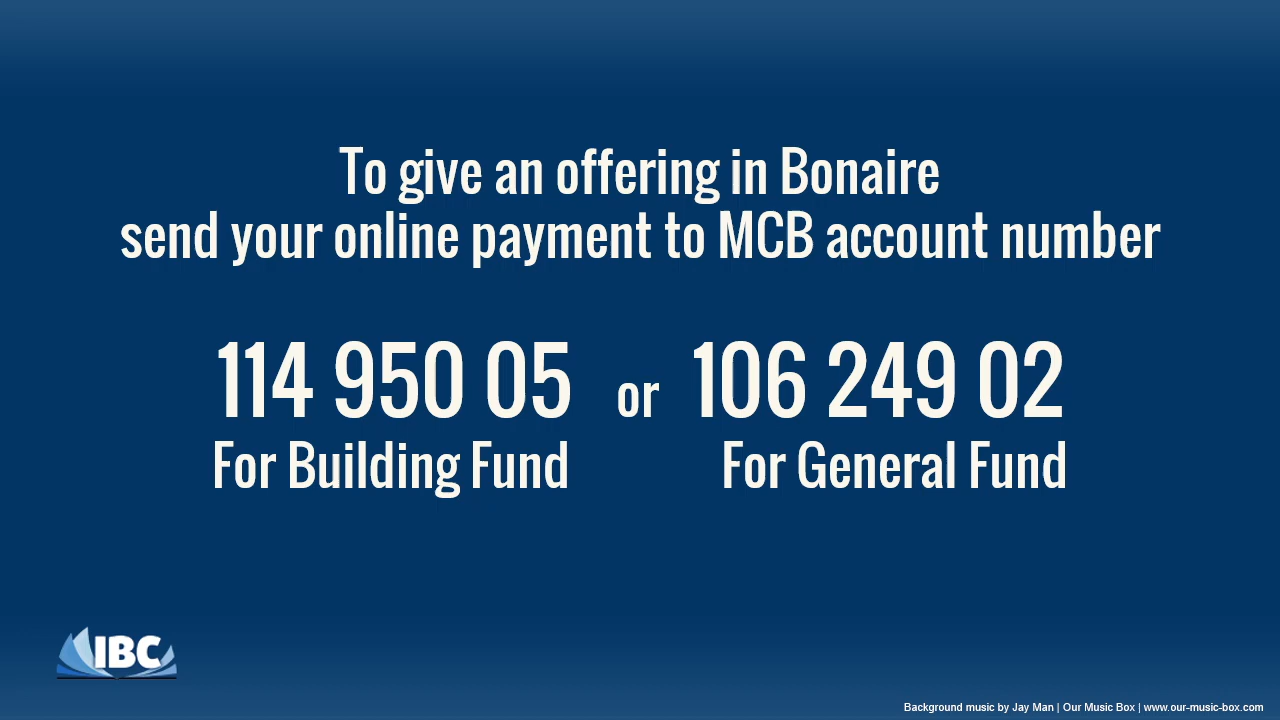 To give an offering in Bonaire
send your online payment to MCB account number
114 950 05 or 106 249 02
For Building Fund For General Fund
IBC
Background music by Jay Man | Our Music Box | www.our-music-box.com